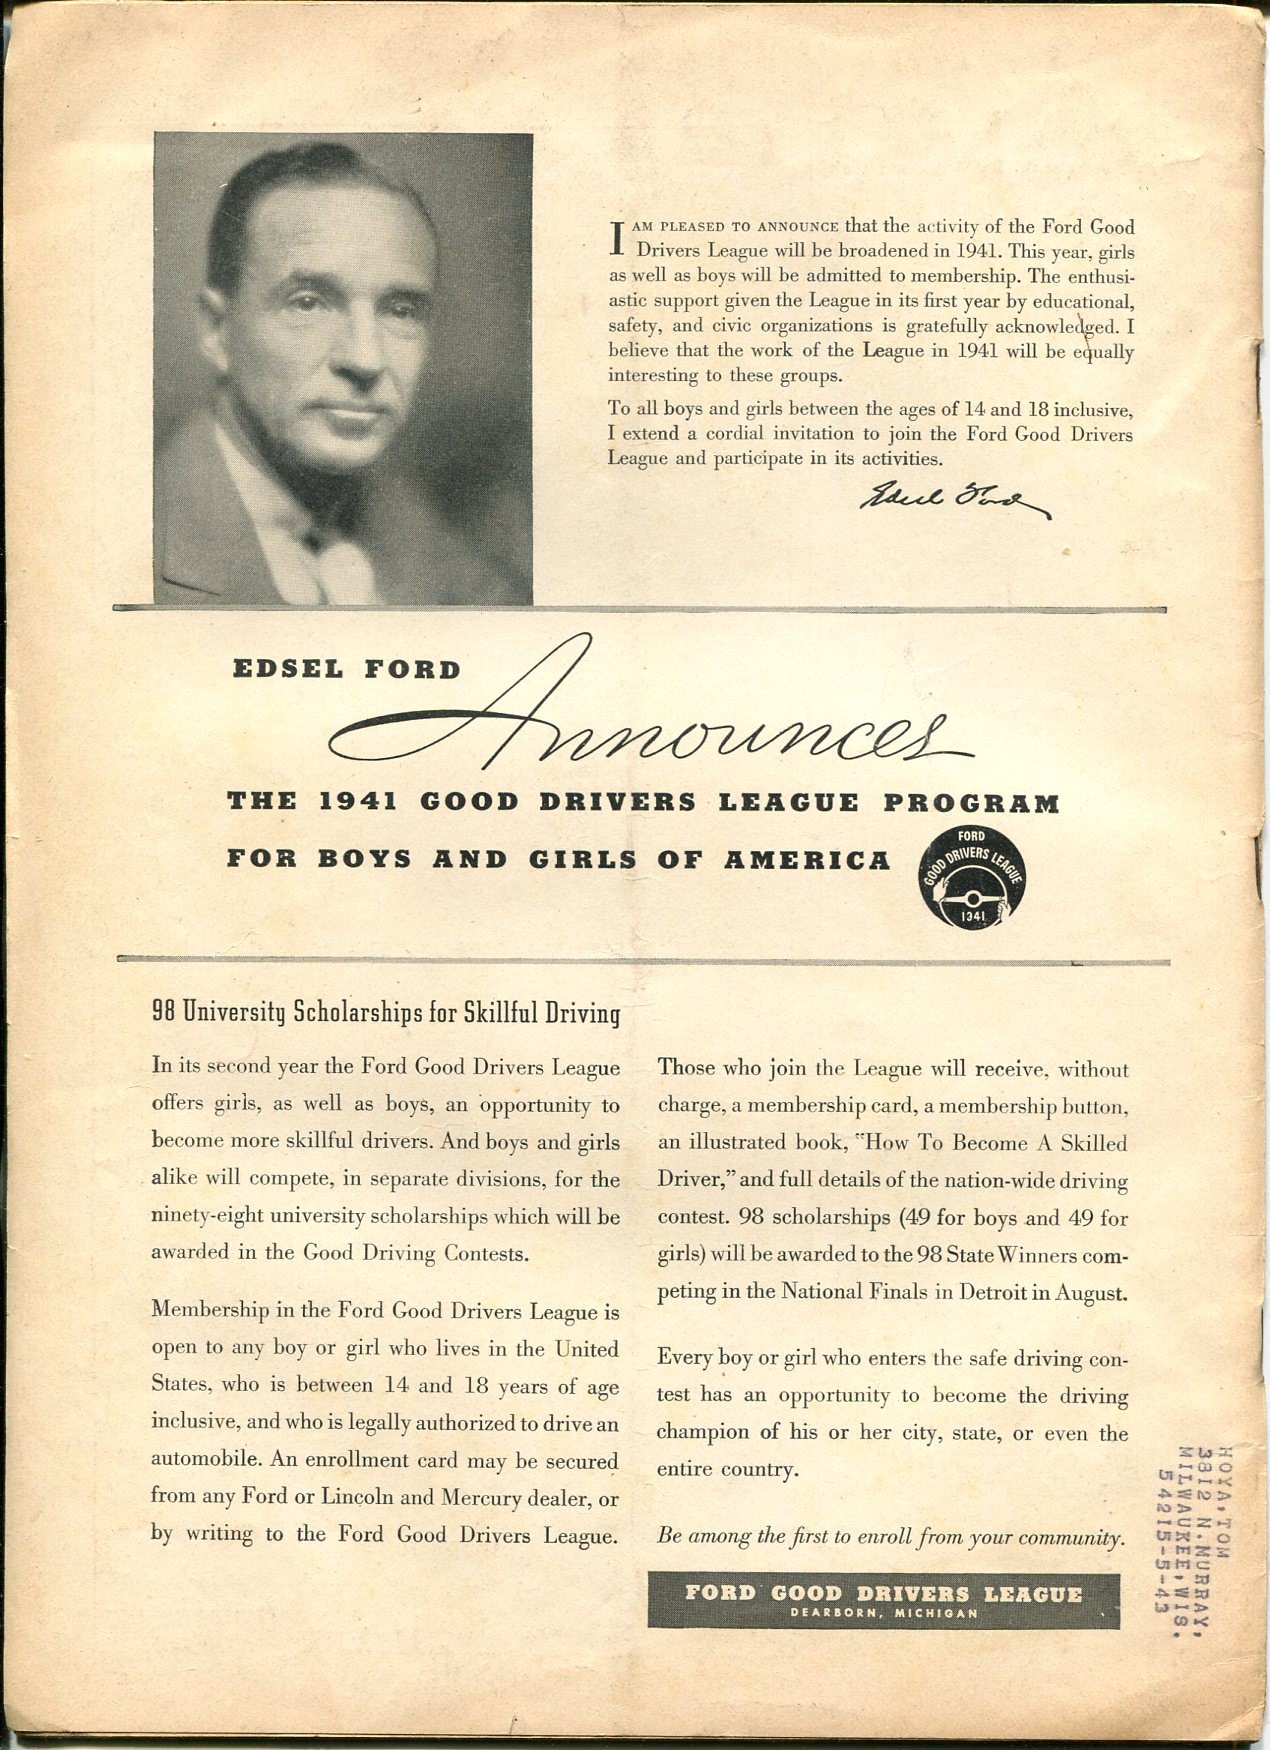 I AM PLEASED TO ANNOUNCE that the activity of the Ford Good
Drivers League will be broadened in 1941. This year, girls
as well as boys will be admitted to membership. The enthusi-
astic support given the League in its first year by educational,
safety, and civic organizations is gratefully acknowledged. I
believe that the work of the League in 1941 will be equally
interesting to these groups.
To all boys and girls between the ages of 14 and 18 inclusive,
I extend a cordial invitation to join the Ford Good Drivers
League and participate in its activities.
Edsel Ford
EDSEL FORD
Announces
THE 1941 GOOD DRIVERS LEAGUE PROGRAM
FOR BOYS AND GIRLS OF AMERICA
FORD
GOOD DRIVERS LEAGUE
1941
98 University Scholarships for Skillful Driving
In its second year the Ford Good Drivers League
offers girls, as well as boys, an opportunity to
become more skillful drivers. And boys and girls
alike will compete, in separate divisions, for the
ninety-eight university scholarships which will be
awarded in the Good Driving Contests.
Membership in the Ford Good Drivers League is
open to any boy or girl who lives in the United
States, who is between 14 and 18 years of age
inclusive, and who is legally authorized to drive an
automobile. An enrollment card may be secured
from any Ford or Lincoln and Mercury dealer, or
by writing to the Ford Good Drivers League.
Those who join the League will receive, without
charge, a membership card, a membership button,
an illustrated book, "How To Become A Skilled
Driver," and full details of the nation-wide driving
contest. 98 scholarships (49 for boys and 49 for
girls) will be awarded to the 98 State Winners com-
peting in the National Finals in Detroit in August.
Every boy or girl who enters the safe driving con-
test has an opportunity to become the driving
champion of his or her city, state, or even the
entire country.
Be among the first to enroll from your community.
FORD GOOD DRIVERS LEAGUE
DEARBORN, MICHIGAN
HOYA, TOM
3812 N. MURRAY,
MILWAUKEE, WIS.
54215-5-43